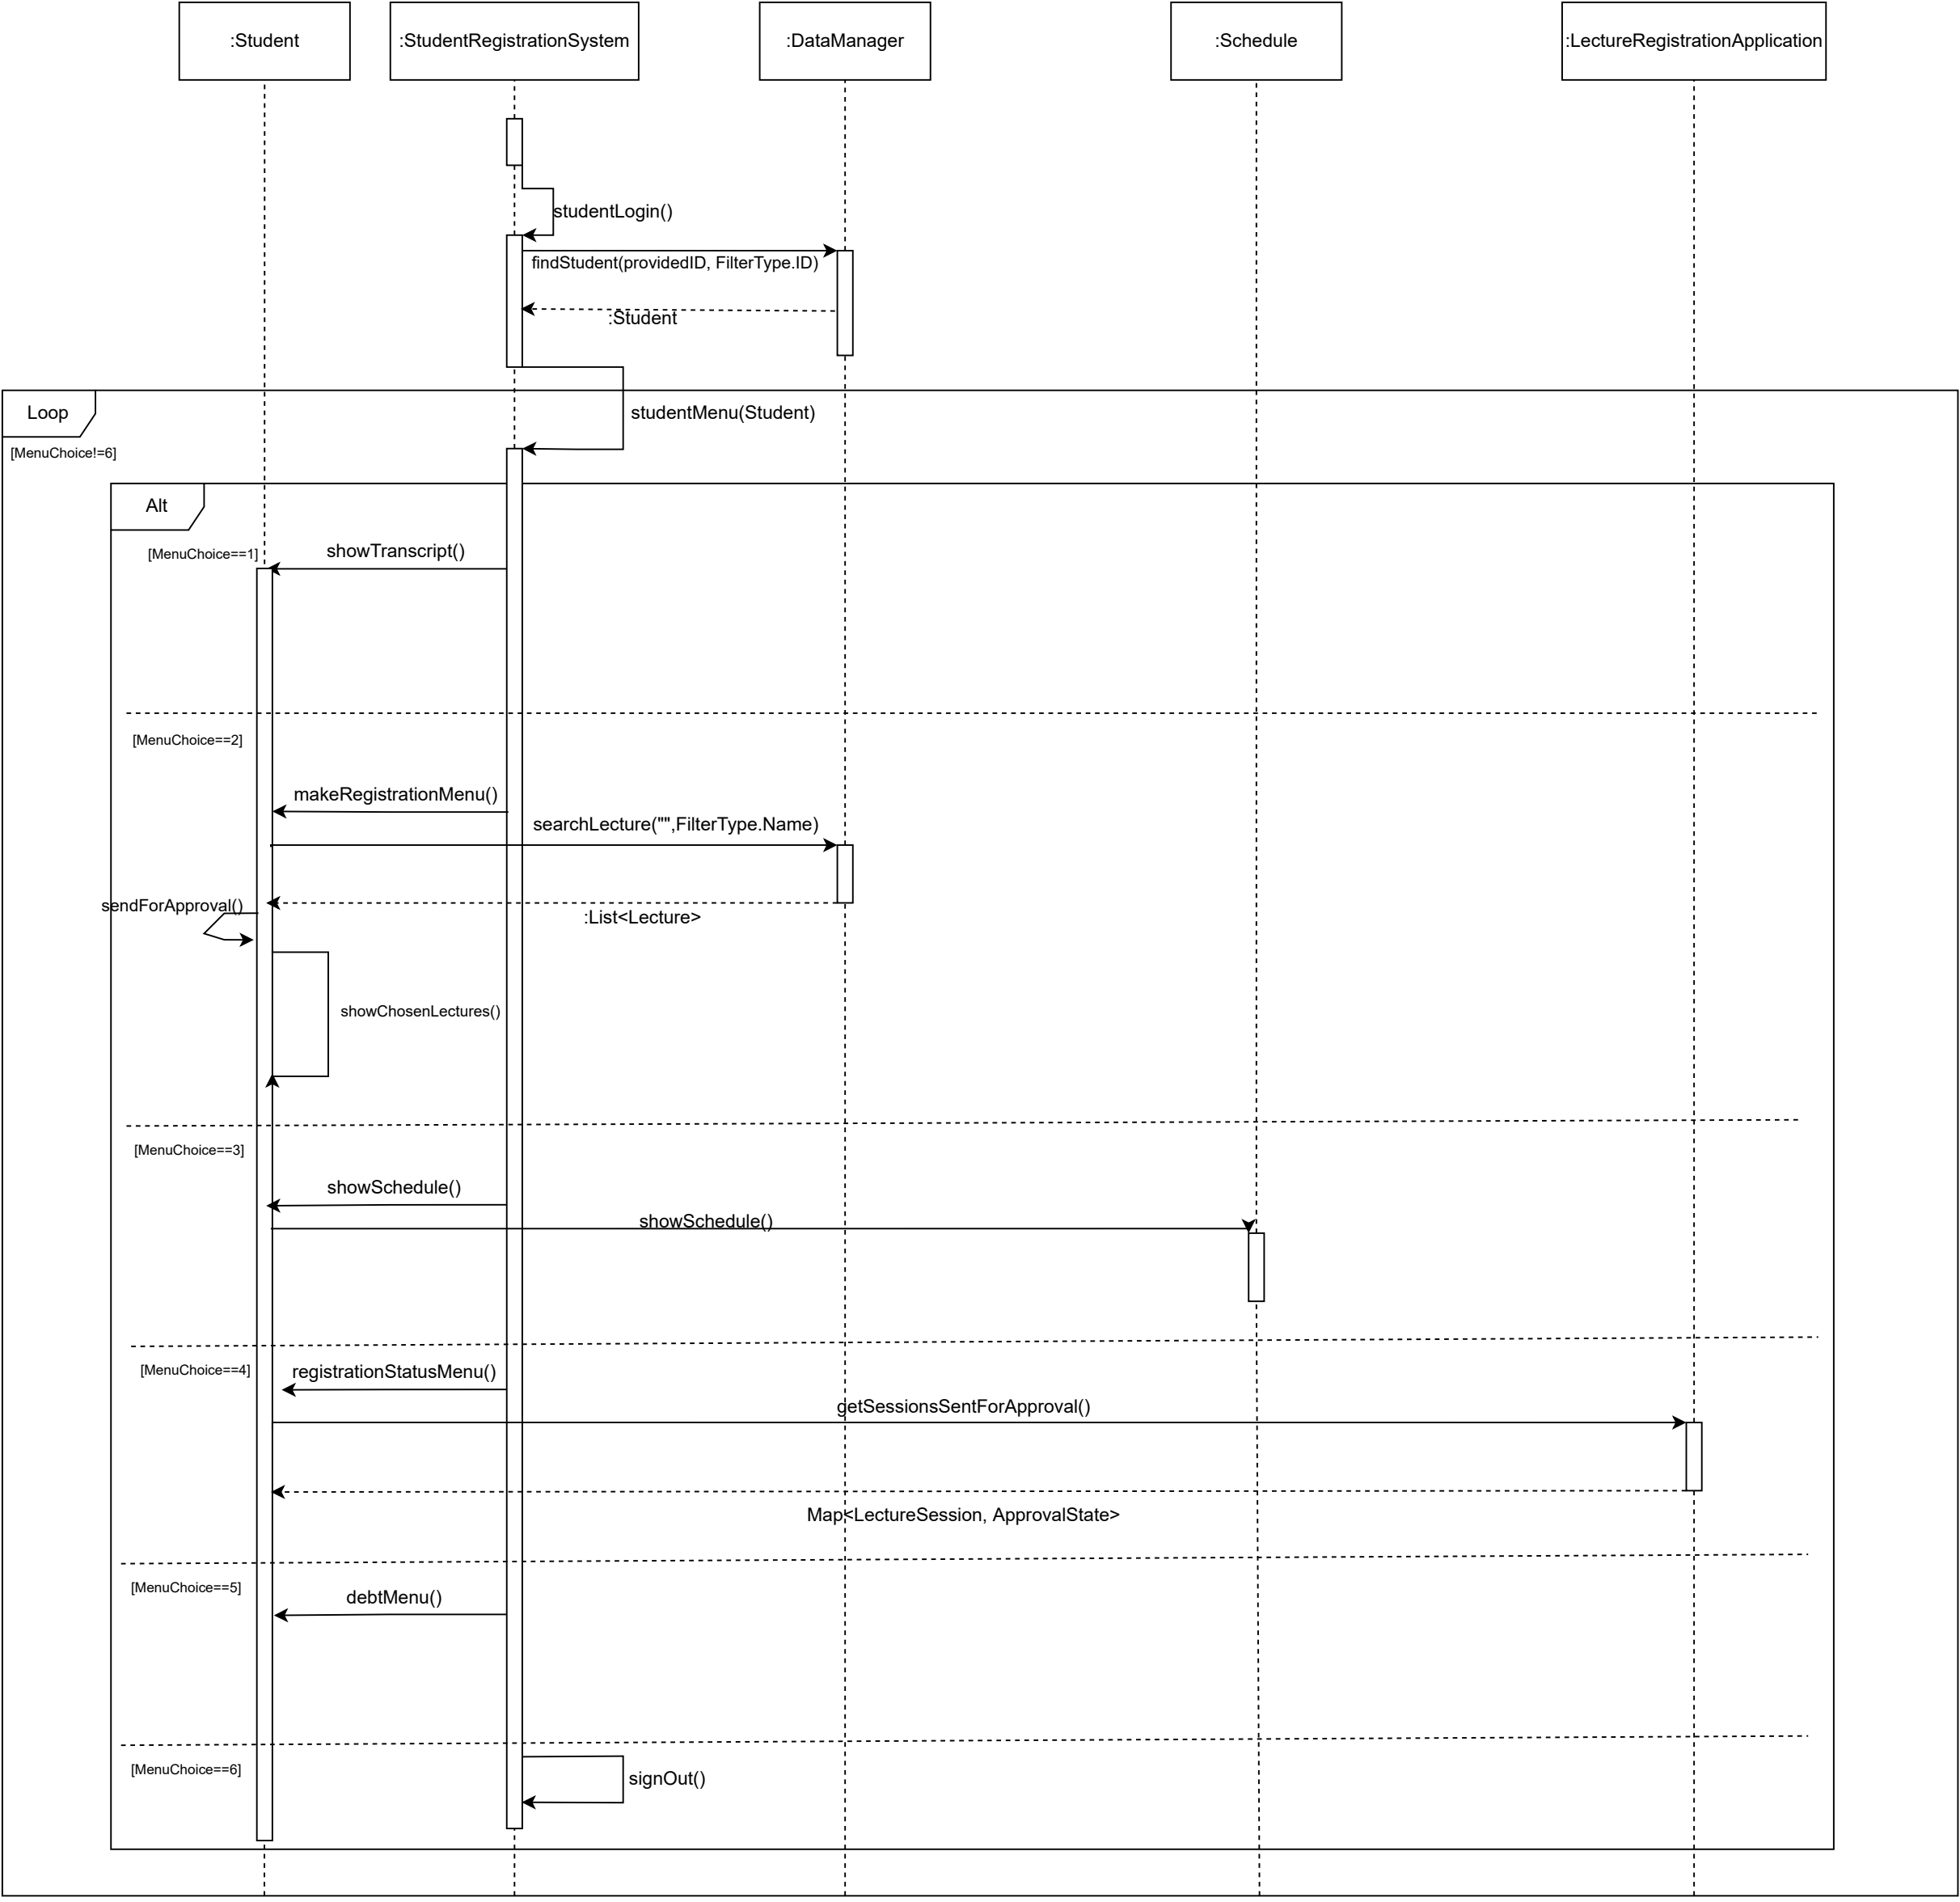 :Student
:StudentRegistrationSystem
:DataManager
:Schedule
:LectureRegistrationApplication
studentLogin()
findStudent(providedID, FilterType.ID)
:Student
Loop
studentMenu(Student)
[MenuChoice!=6]
Alt
[MenuChoice==1]
showTranscript()
[MenuChoice==2]
makeRegistrationMenu()
searchLecture("",FilterType.Name)
sendForApproval()
:List<Lecture>
showChosenLectures()
[MenuChoice==3]
showSchedule()
showSchedule()
[MenuChoice==4]
registrationStatusMenu()
getSessionsSentForApproval()
Map<LectureSession, ApprovalState>
[MenuChoice==5]
debtMenu()
[MenuChoice==6]
signOut()